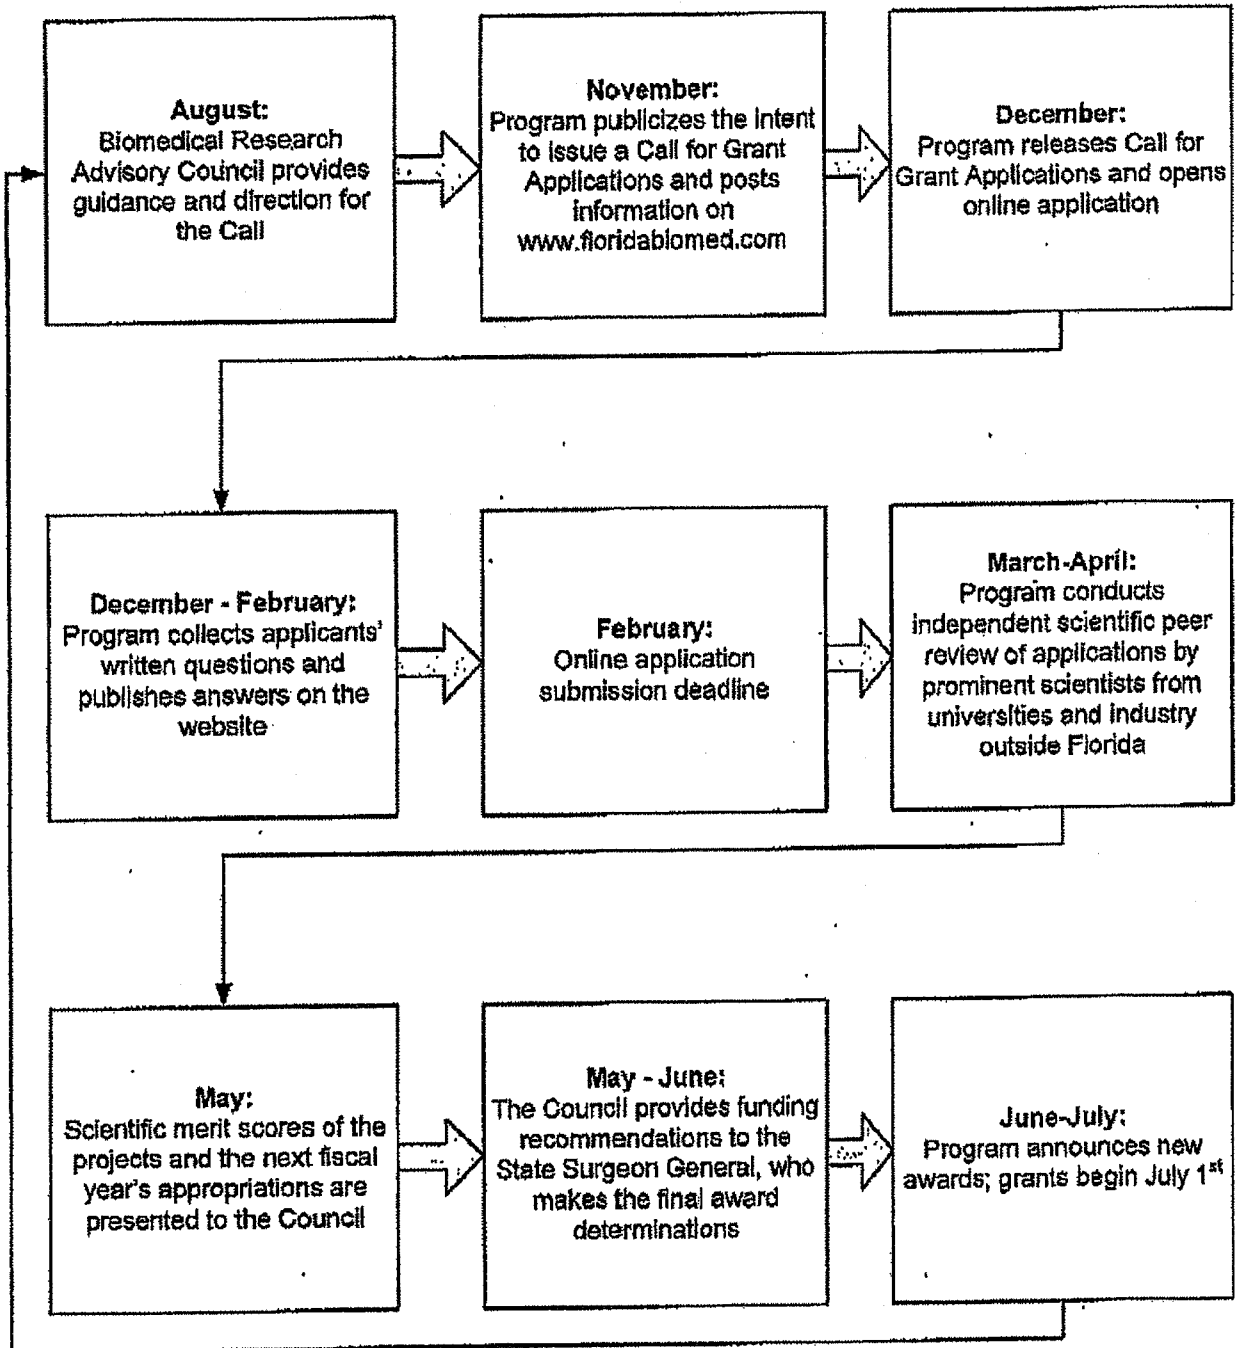 August:
Biomedical Research
Advisory Council provides
guidance and direction for
the Call
November:
Program publicizes the intent
to issue a Call for Grant
Applications and posts
information on
www.floridabiomed.com
December:
Program releases Call for
Grant Applications and opens
online application
December - February:
Program collects applicants'
written questions and
publishes answers on the
website
February:
Online application
submission deadline
March-April:
Program conducts
independent scientific peer
review of applications by
prominent scientists from
universities and industry
outside Florida
May:
Scientific merit scores of the
projects and the next fiscal
year's appropriations are
presented to the Council
May - June:
The Council provides funding
recommendations to the
State Surgeon General, who
makes the final award
determinations
June-July:
Program announces new
awards; grants begin July 1st